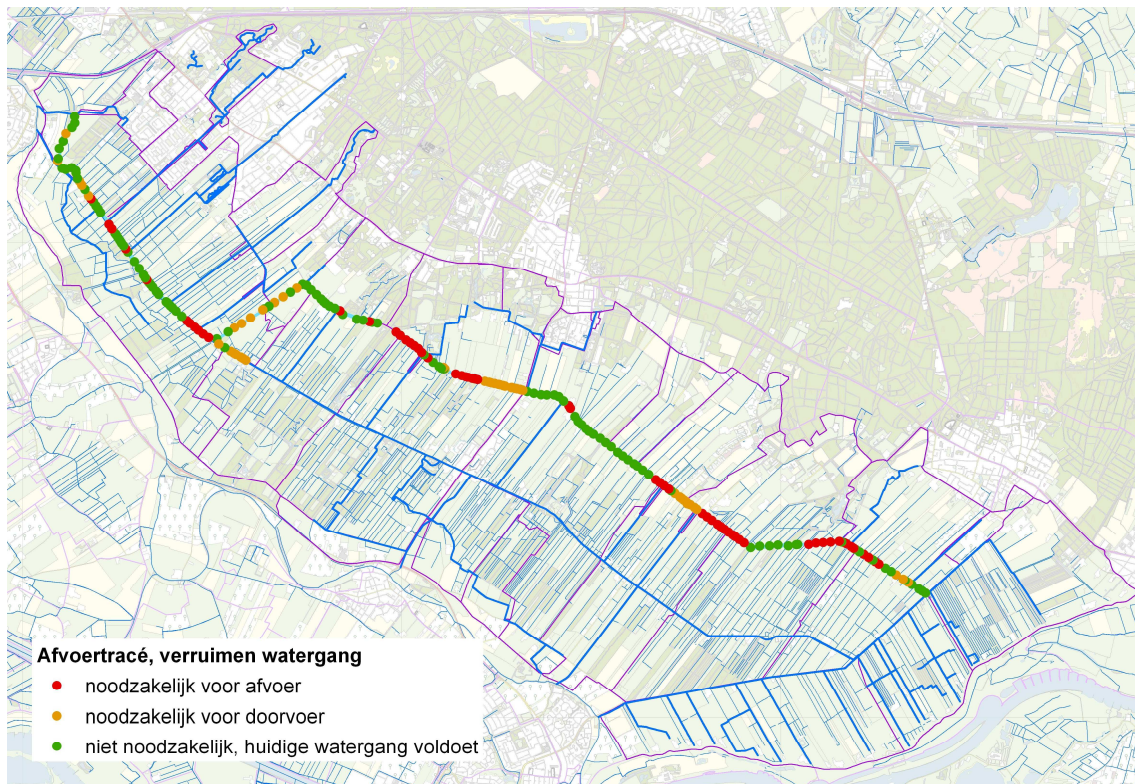 Afvoertracé, verruimen watergang
noodzakelijk voor afvoer
noodzakelijk voor doorvoer
niet noodzakelijk, huidige watergang voldoet